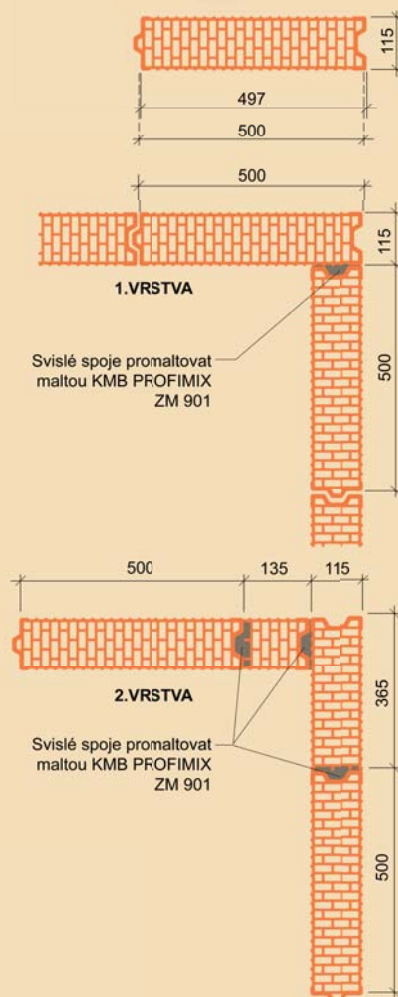 115
497
500
500
115
1.VRSTVA
Svislé spoje promaltovat
maltou KMB PROFIMIX
ZM 901
500
500
135
115
2.VRSTVA
365
Svislé spoje promaltovat
maltou KMB PROFIMIX
ZM 901
500